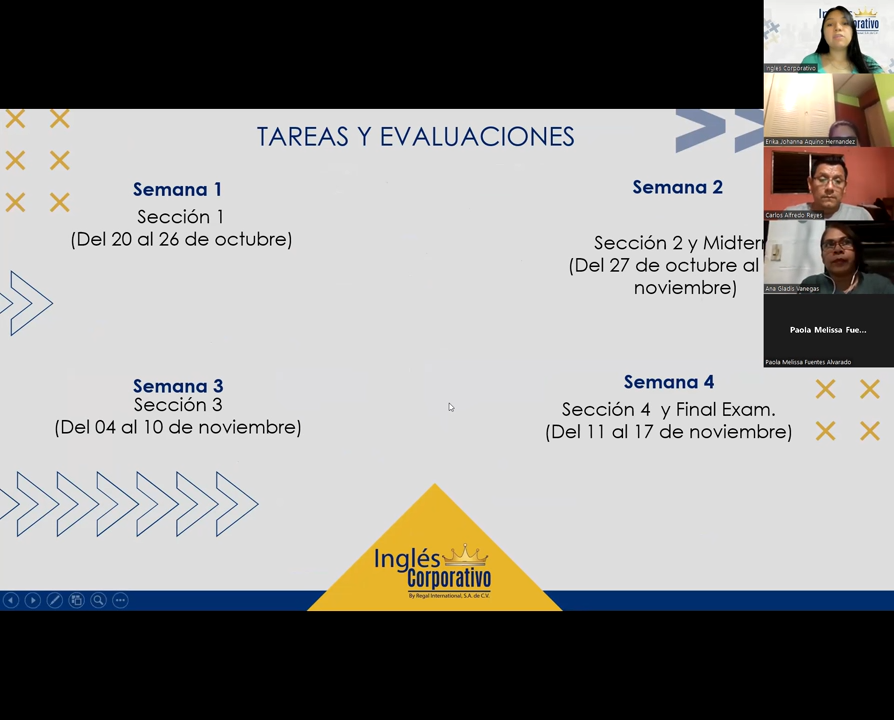 TAREAS Y EVALUACIONES
Semana 1
Sección 1
(Del 20 al 26 de octubre)
Semana 2
Sección 2 y Midter
(Del 27 de octubre al
noviembre)
Semana 3
Sección 3
(Del 04 al 10 de noviembre)
Semana 4
Sección 4 y Final Exam.
(Del 11 al 17 de noviembre)
Inglés
Corporativo
By Regal International, S.A. de C.V.
Inglés Corporativo
Erika Johanna Aquino Hernandez
Carlos Alfredo Reyes
Ana Gladis Vanegas
Paola Melissa Fue...
Paola Melissa Fuentes Alvarado